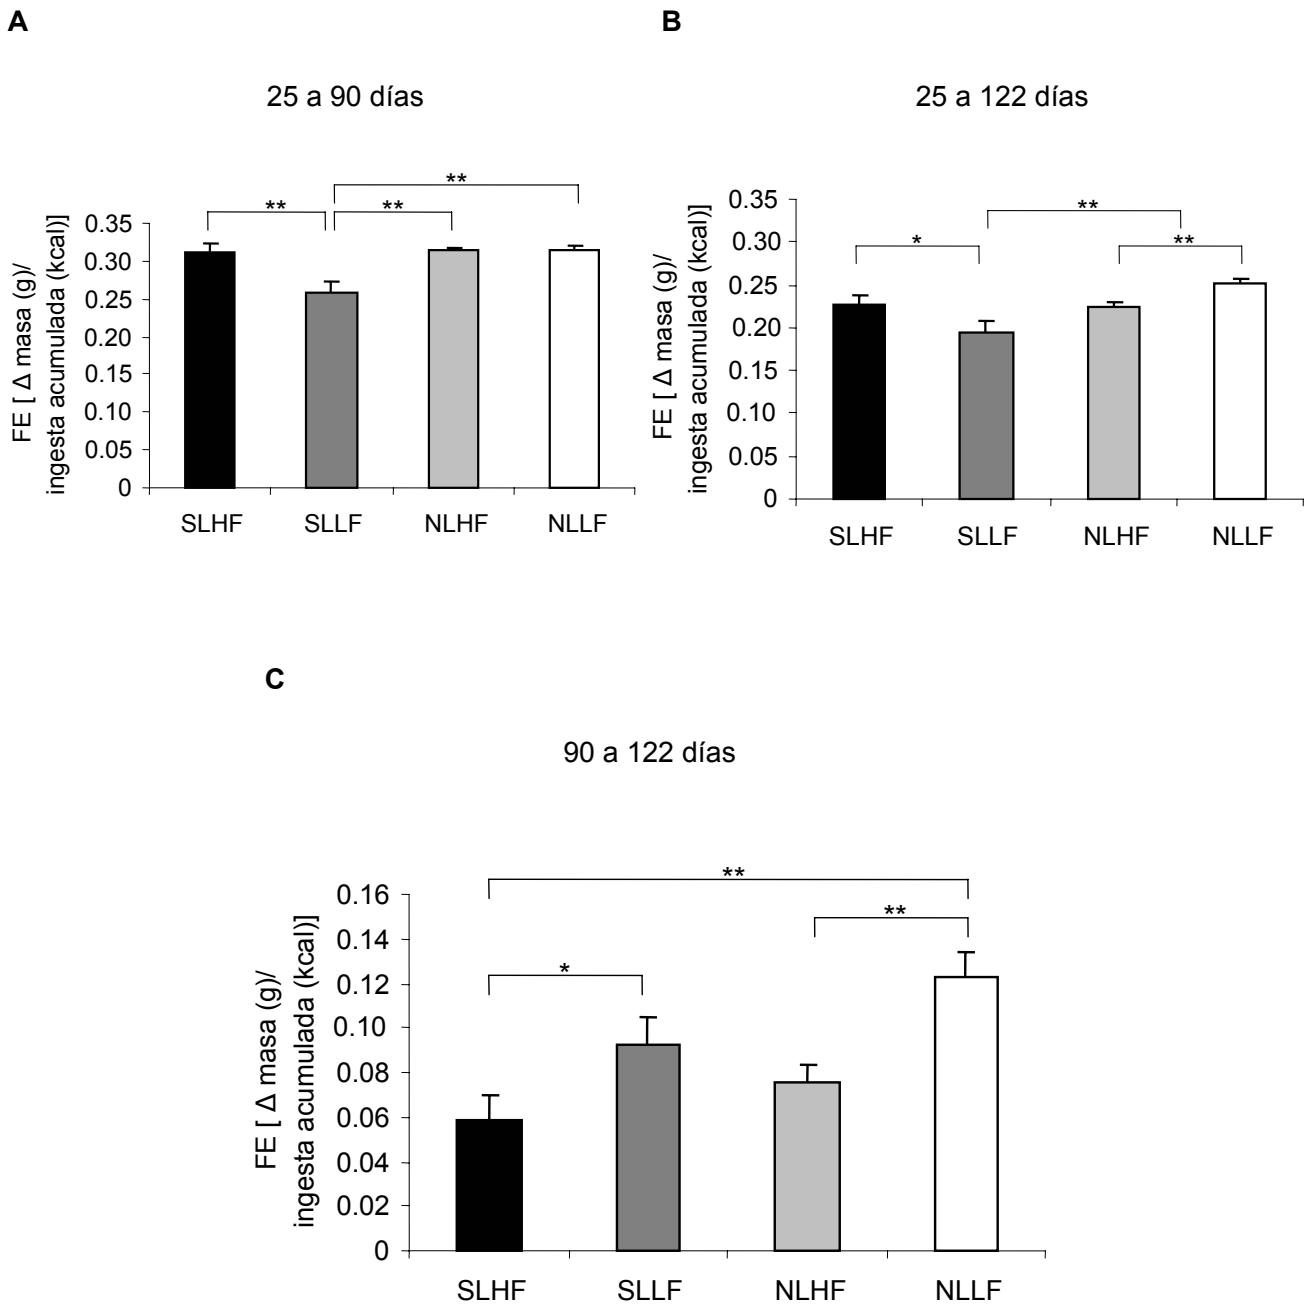 A
25 a 90 días
**
** **
FE [ Δ masa (g)/
ingesta acumulada (kcal)]
0.35
0.30
0.25
0.20
0.15
0.10
0.05
0
SLHF SLLF NLHF NLLF
B
25 a 122 días
**
* **
FE [ Δ masa (g)/
ingesta acumulada (kcal)]
0.35
0.30
0.25
0.20
0.15
0.10
0.05
0
SLHF SLLF NLHF NLLF
C
90 a 122 días
**
**
*
FE [ Δ masa (g)/
ingesta acumulada (kcal)]
0.16
0.14
0.12
0.10
0.08
0.06
0.04
0.02
0
SLHF SLLF NLHF NLLF